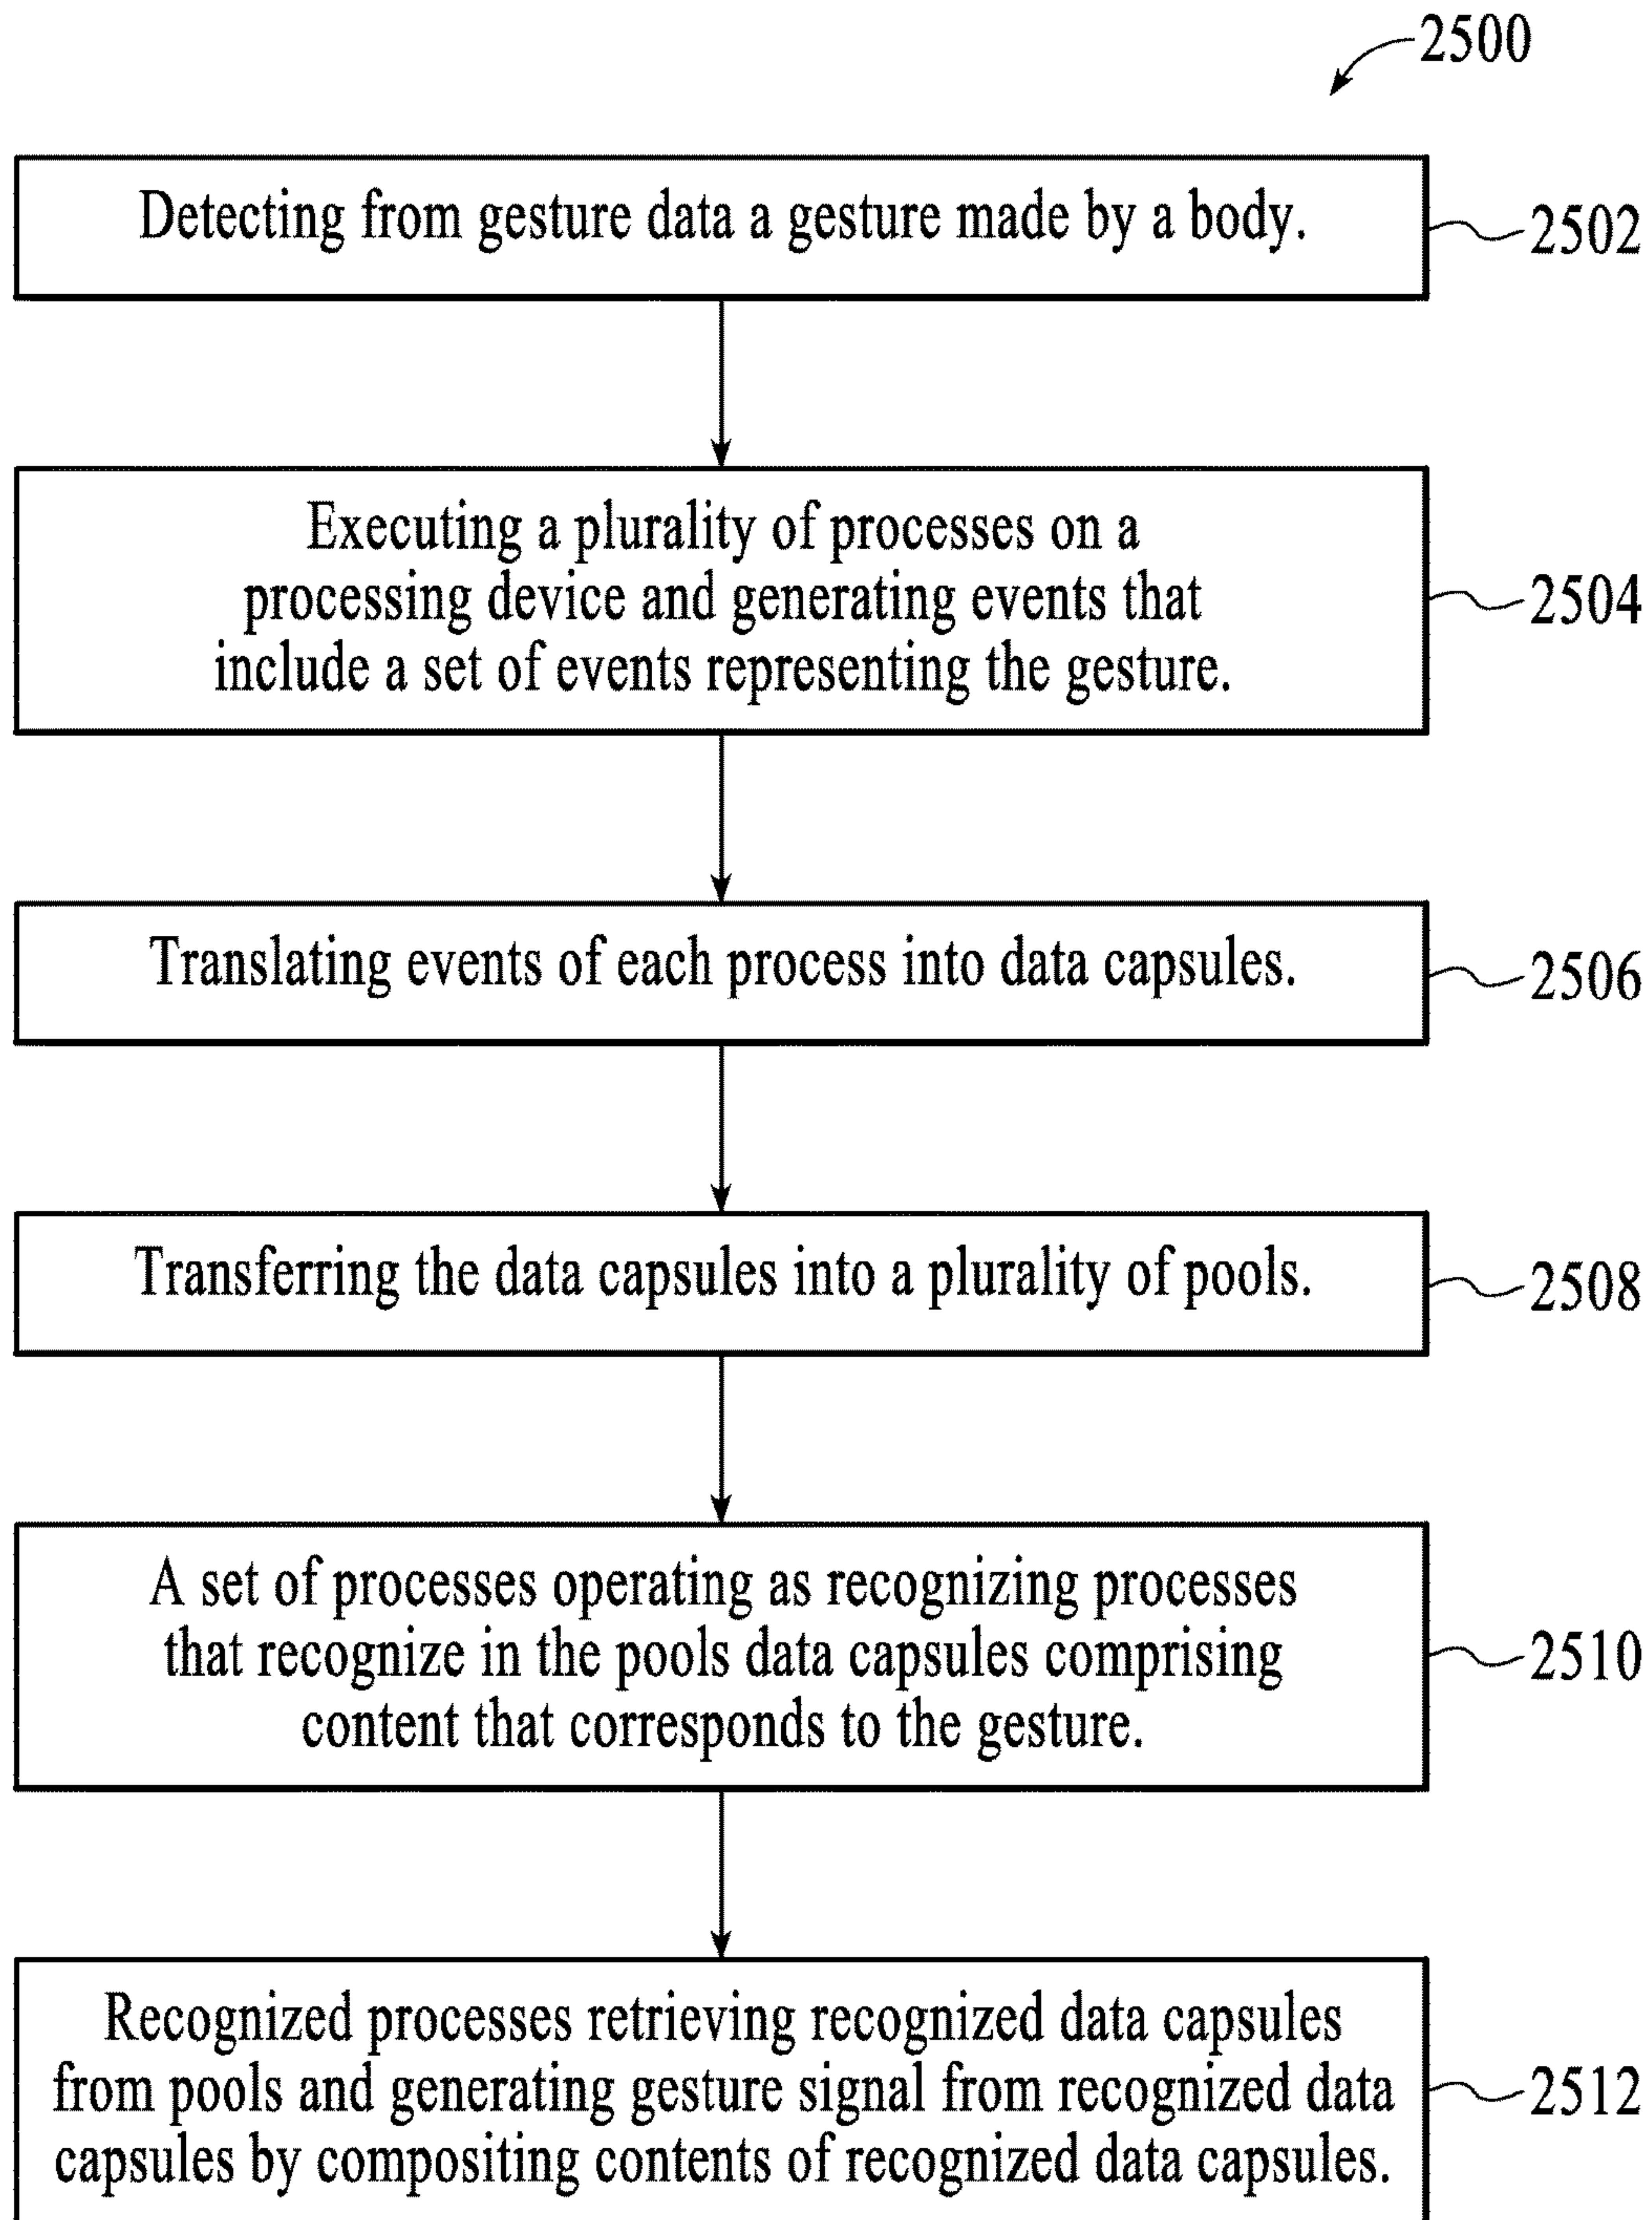 2500
Detecting from gesture data a gesture made by a body.
2502
Executing a plurality of processes on a
processing device and generating events that
include a set of events representing the gesture.
2504
Translating events of each process into data capsules.
2506
Transferring the data capsules into a plurality of pools.
2508
A set of processes operating as recognizing processes
that recognize in the pools data capsules comprising
content that corresponds to the gesture.
2510
Recognized processes retrieving recognized data capsules
from pools and generating gesture signal from recognized data
capsules by compositing contents of recognized data capsules.
2512